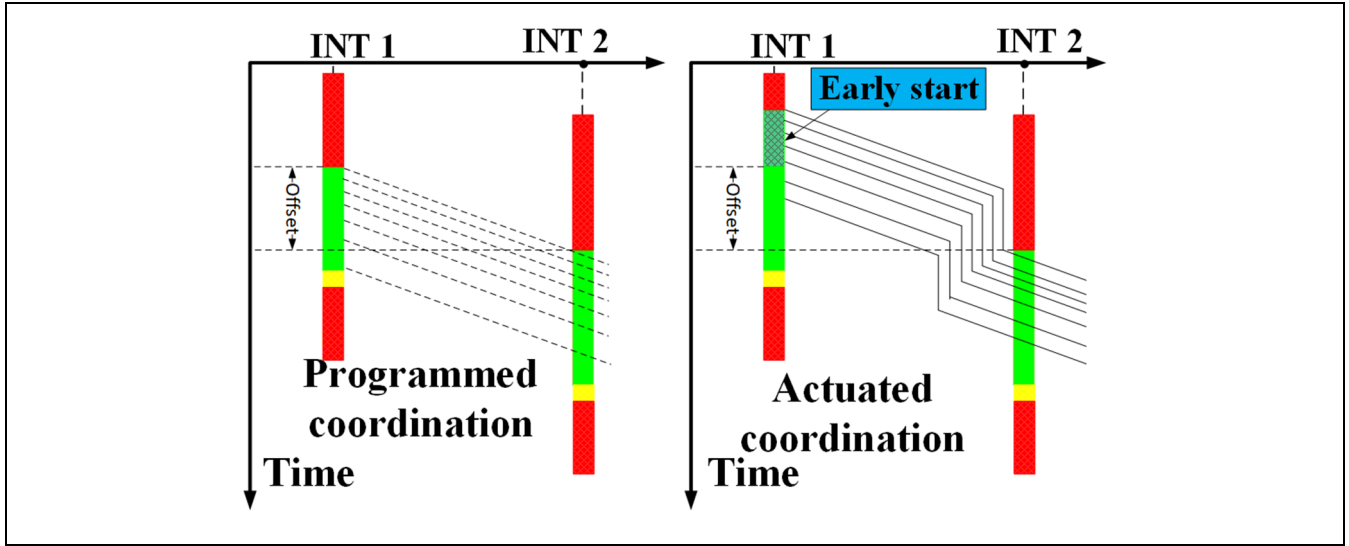 INT 1
INT 2
Offset
Programmed
coordination
Time
INT 1
INT 2
Early start
Offset
Actuated
coordination
Time